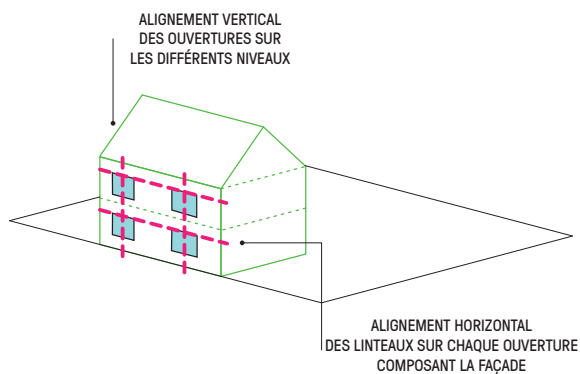 ALIGNEMENT VERTICAL
DES OUVERTURES SUR
LES DIFFÉRENTS NIVEAUX
ALIGNEMENT HORIZONTAL
DES LINTEAUX SUR CHAQUE OUVERTURE
COMPOSANT LA FAÇADE